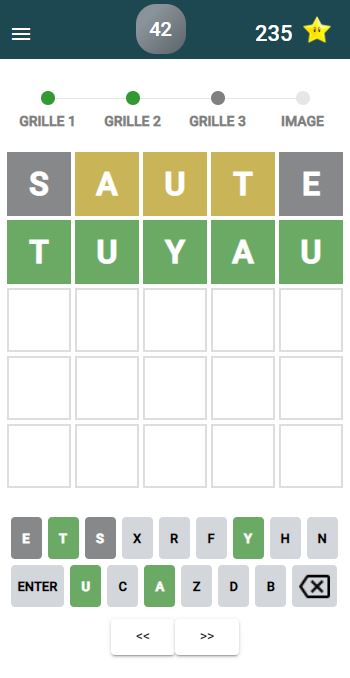 42
235
GRILLE 1 GRILLE 2 GRILLE 3 IMAGE
S A U T E
T U Y A U
E T S X R F Y H N
ENTER U C A Z D B
<< >>